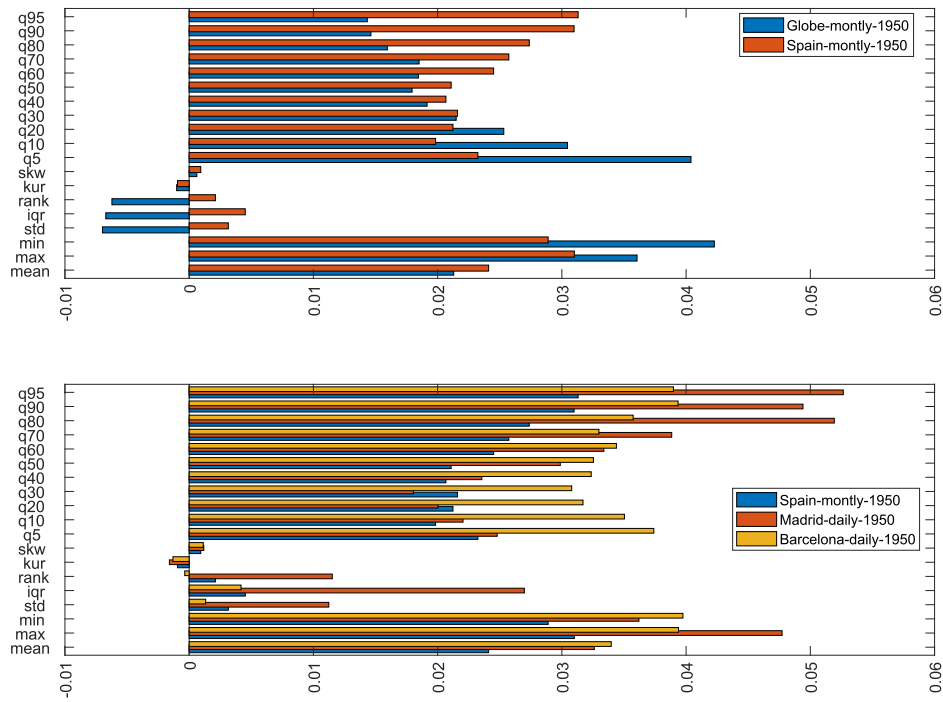 q95
q90
q80
q70
q60
q50
q40
q30
q20
q10
q5
skw
kur
rank
iqr
std
min
max
mean
Globe-montly-1950
Spain-montly-1950
-0.01
0
0.01
0.02
0.03
0.04
0.05
0.06
q95
q90
q80
q70
q60
q50
q40
q30
q20
q10
q5
skw
kur
rank
iqr
std
min
max
mean
Spain-montly-1950
Madrid-daily-1950
Barcelona-daily-1950
-0.01
0
0.01
0.02
0.03
0.04
0.05
0.06